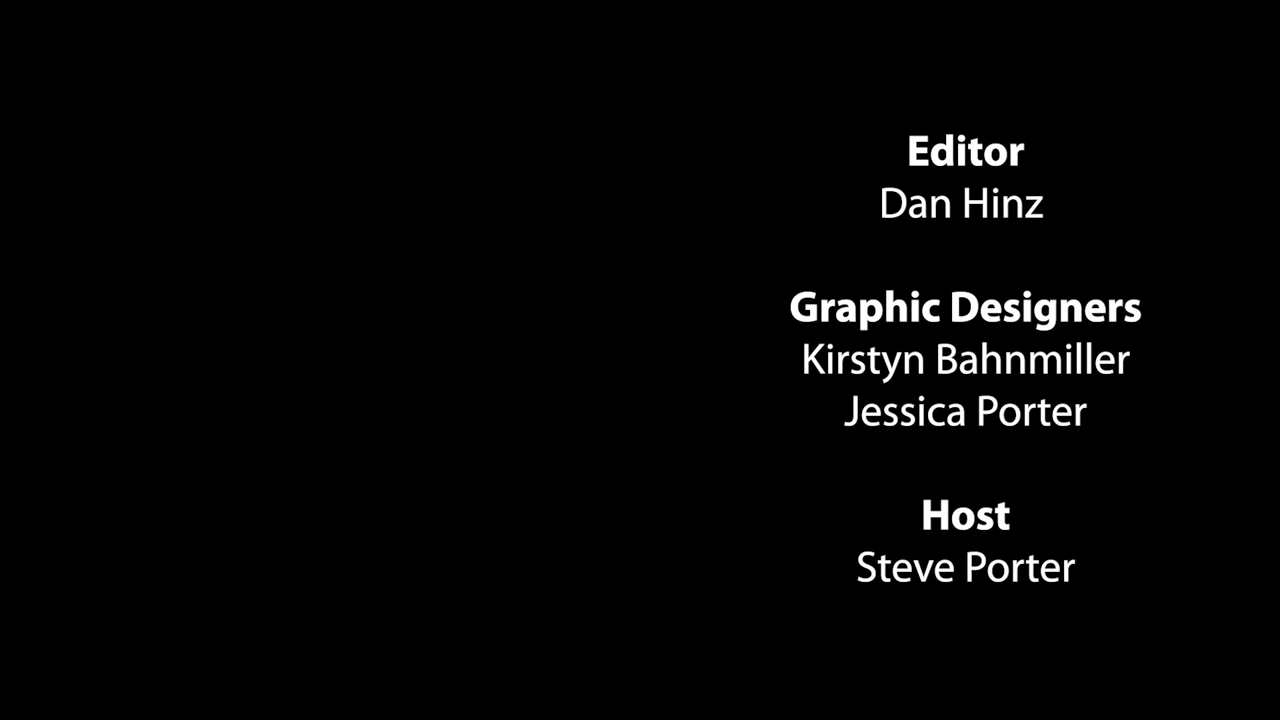 Editor
Dan Hinz
Graphic Designers
Kirstyn Bahnmiller
Jessica Porter
Host
Steve Porter